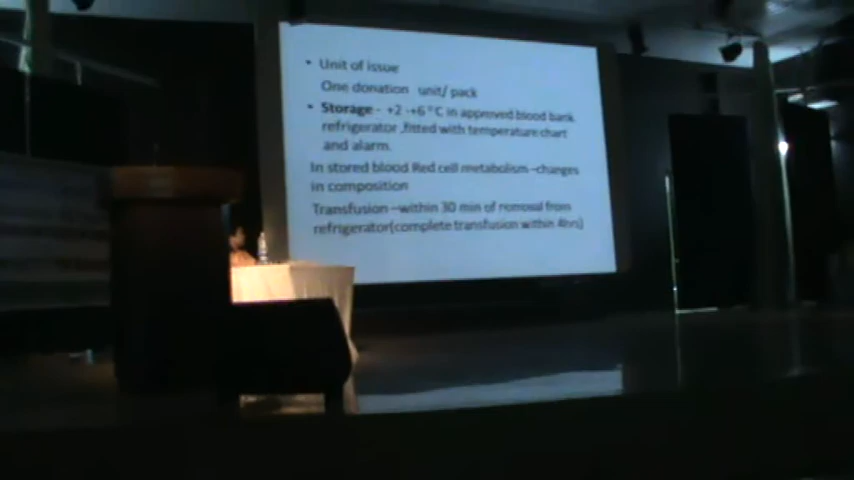 • Unit of issue
One donation unit/ pack
• Storage - +2 -+6 °C in approved blood bank
refrigerator ,fitted with temperature chart
and alarm.
In stored blood Red cell metabolism –changes
in composition
Transfusion –within 30 min of removal from
refrigerator(complete transfusion within 4hrs)